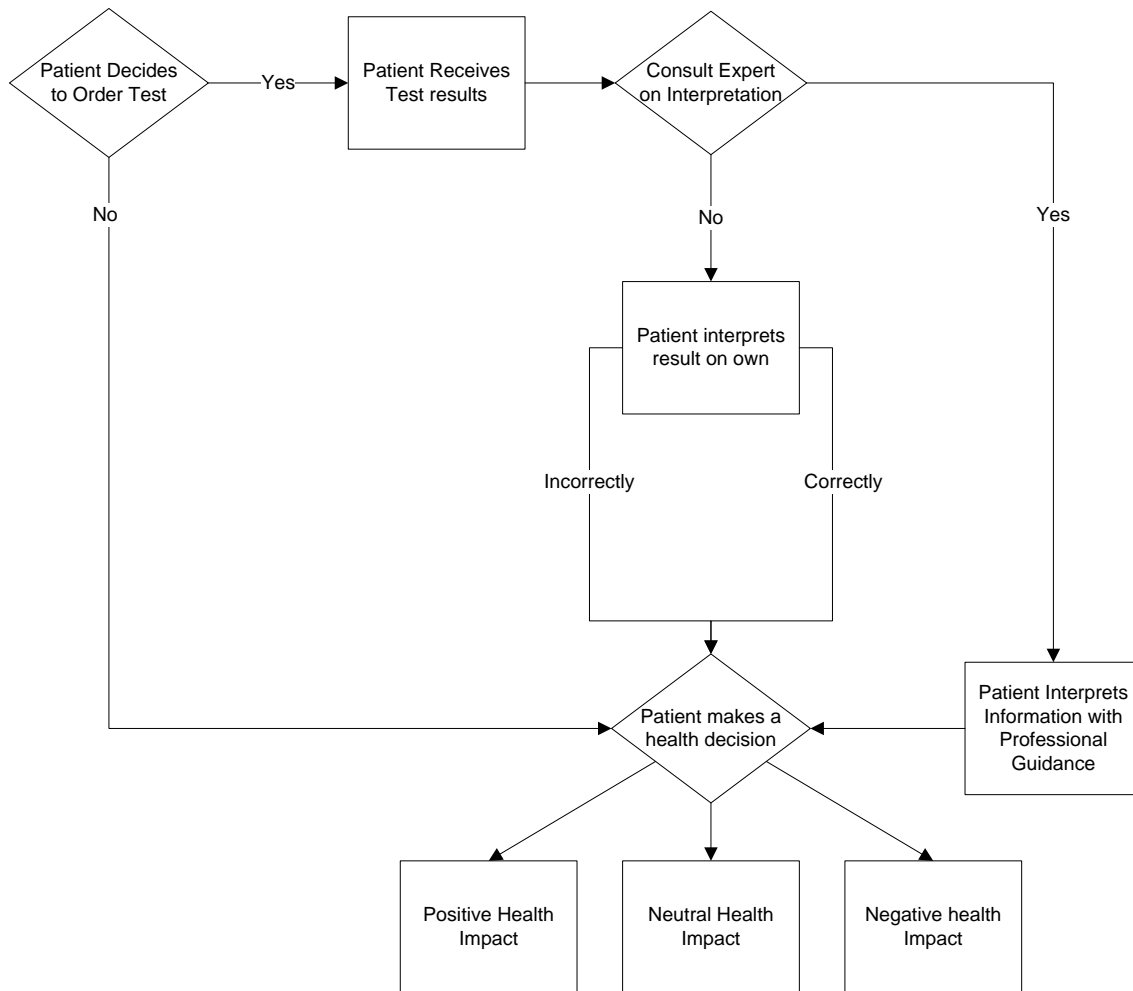 Patient Decides
to Order Test
Yes
Patient Receives
Test results
Consult Expert
on Interpretation
No
No
Yes
Patient interprets
result on own
Incorrectly
Correctly
Patient makes a
health decision
Patient Interprets
Information with
Professional
Guidance
Positive Health
Impact
Neutral Health
Impact
Negative health
Impact